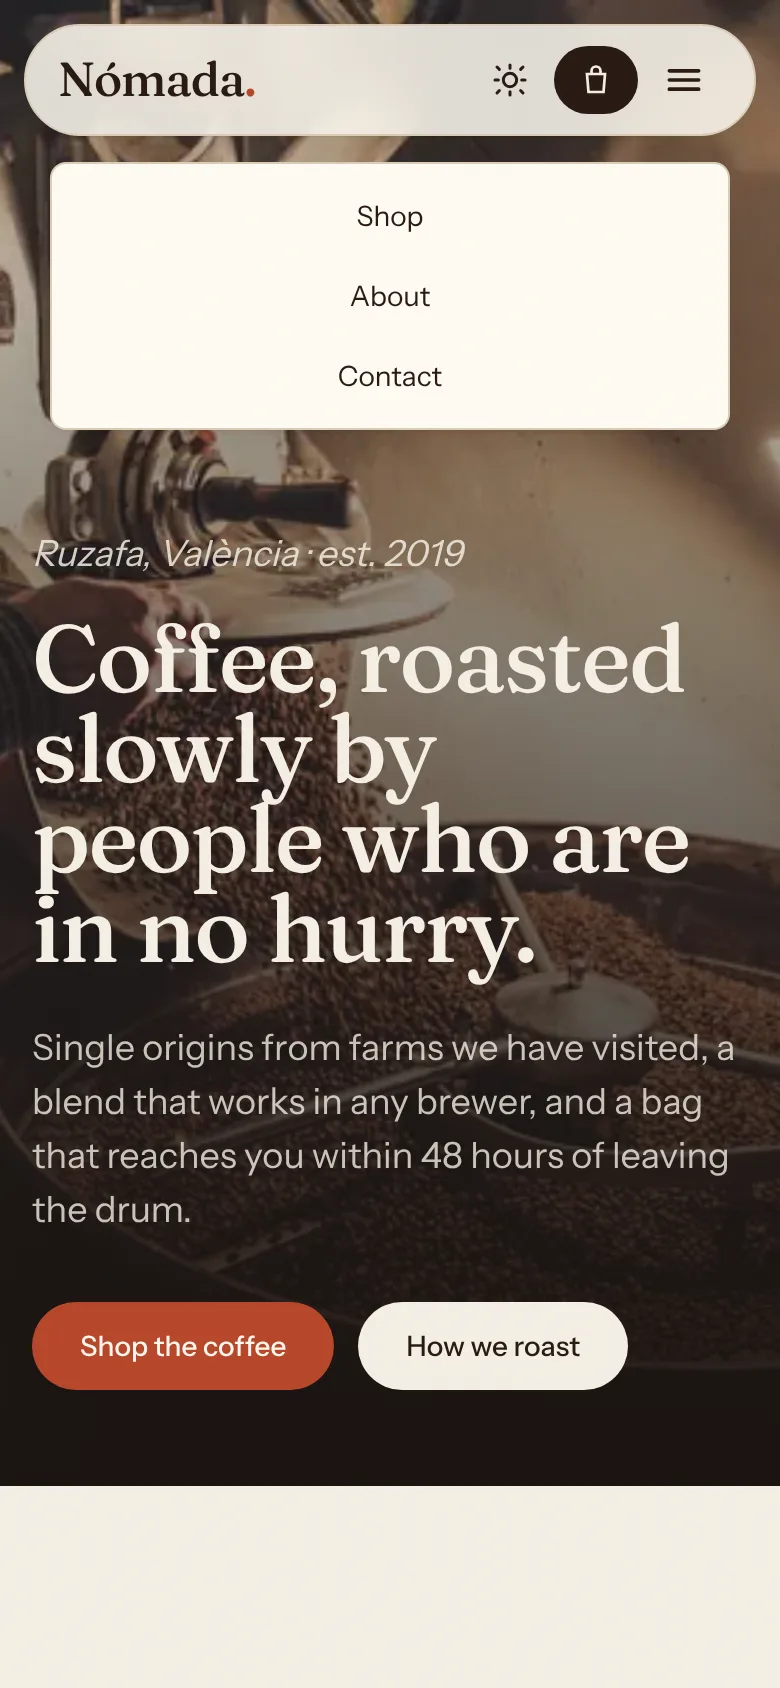 Nómada.
Shop
About
Contact
Ruzafa, València · est. 2019
Coffee, roasted
slowly by
people who are
in no hurry.
Single origins from farms we have visited, a
blend that works in any brewer, and a bag
that reaches you within 48 hours of leaving
the drum.
Shop the coffee
How we roast